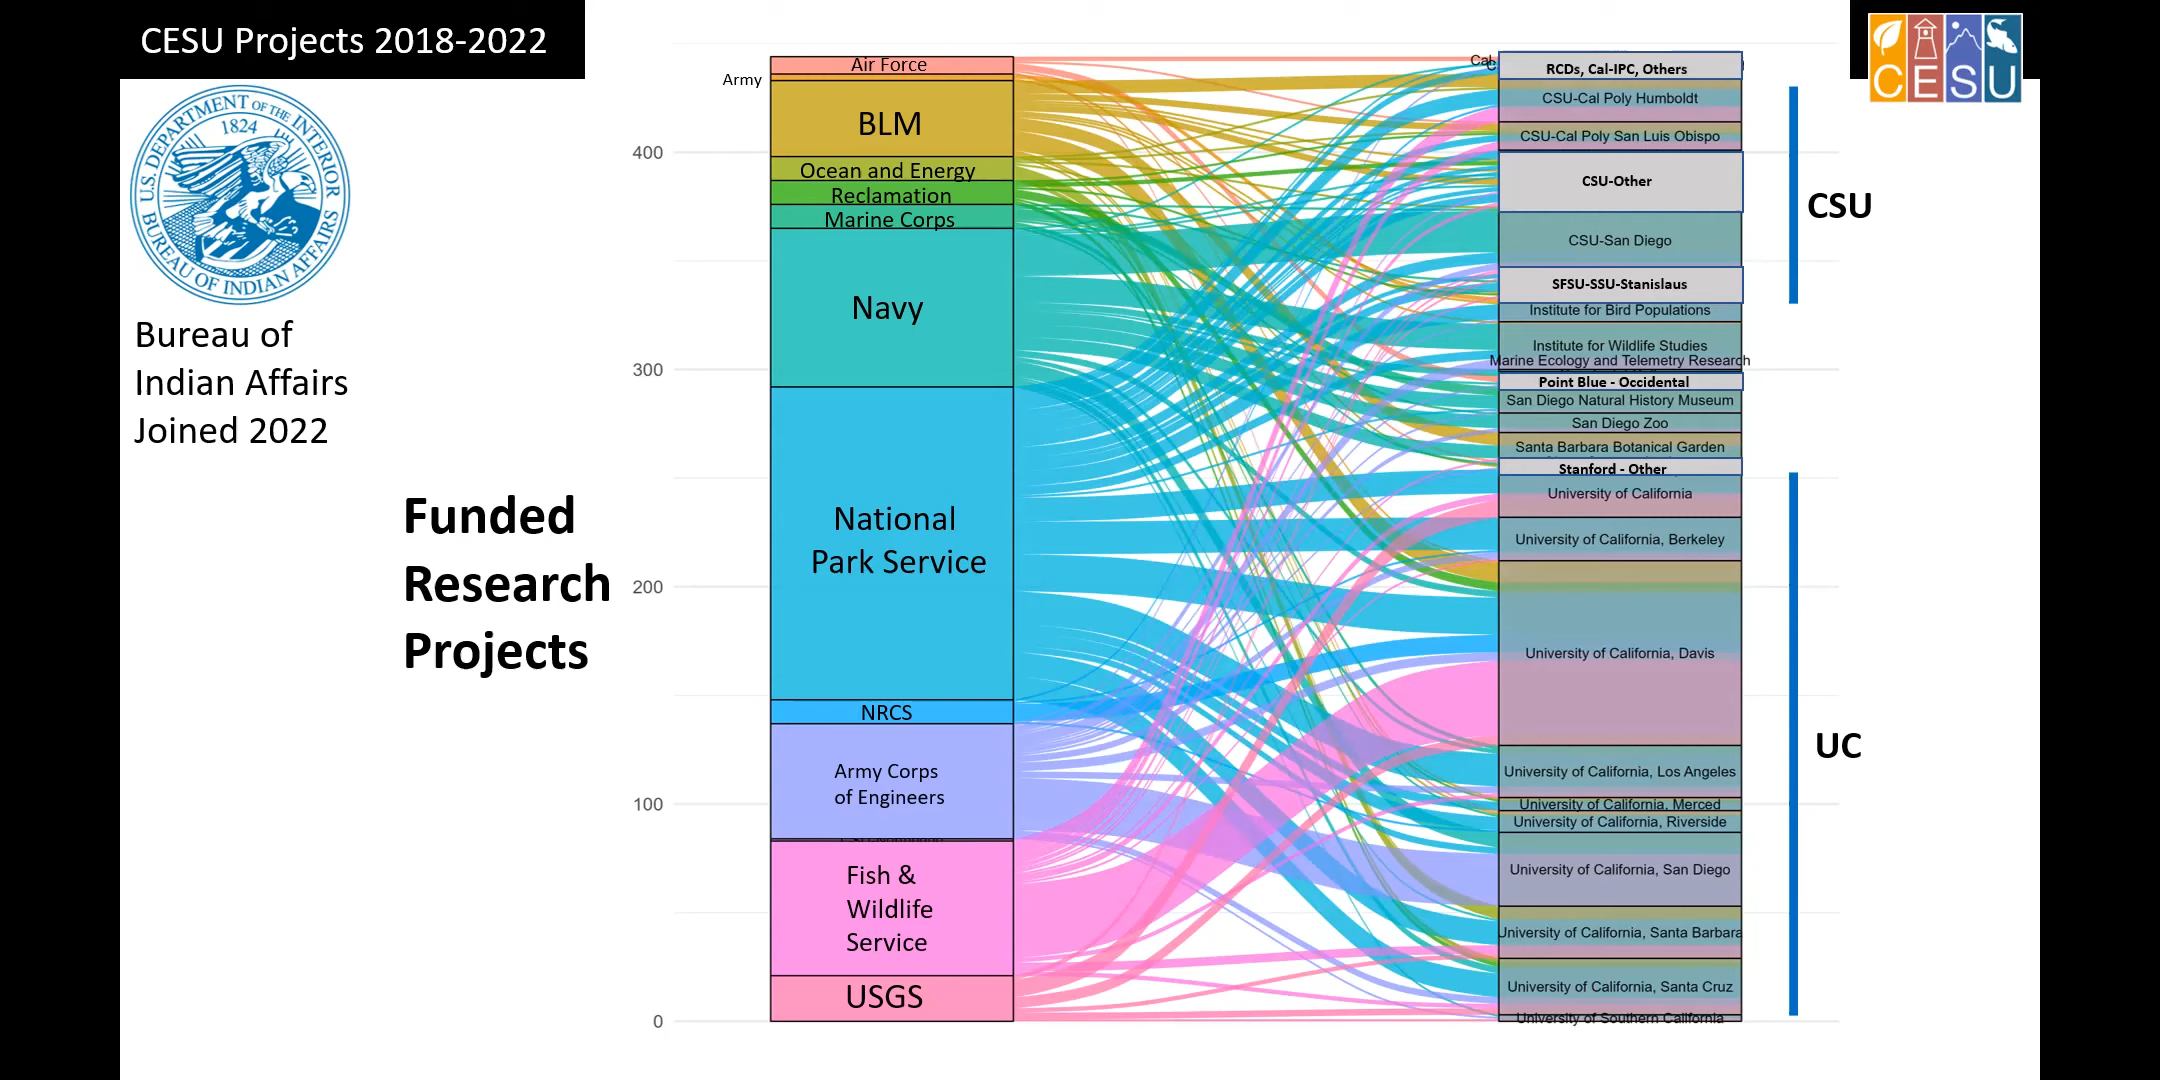 CESU Projects 2018-2022
U.S. DEPARTMENT OF THE INTERIOR
1824
BUREAU OF INDIAN AFFAIRS
Bureau of
Indian Affairs
Joined 2022
Funded
Research
Projects
400
300
200
100
0
Army
Air Force
BLM
Ocean and Energy
Reclamation
Marine Corps
Navy
National
Park Service
NRCS
Army Corps
of Engineers
Fish &
Wildlife
Service
USGS
Cal
RCDs, Cal-IPC, Others
CSU-Cal Poly Humboldt
CSU-Cal Poly San Luis Obispo
CSU-Other
CSU-San Diego
SFSU-SSU-Stanislaus
Institute for Bird Populations
Institute for Wildlife Studies
Marine Ecology and Telemetry Research
Point Blue - Occidental
San Diego Natural History Museum
San Diego Zoo
Santa Barbara Botanical Garden
Stanford - Other
University of California
University of California, Berkeley
University of California, Davis
University of California, Los Angeles
University of California, Merced
University of California, Riverside
University of California, San Diego
University of California, Santa Barbara
University of California, Santa Cruz
University of Southern California
CESU
CSU
UC